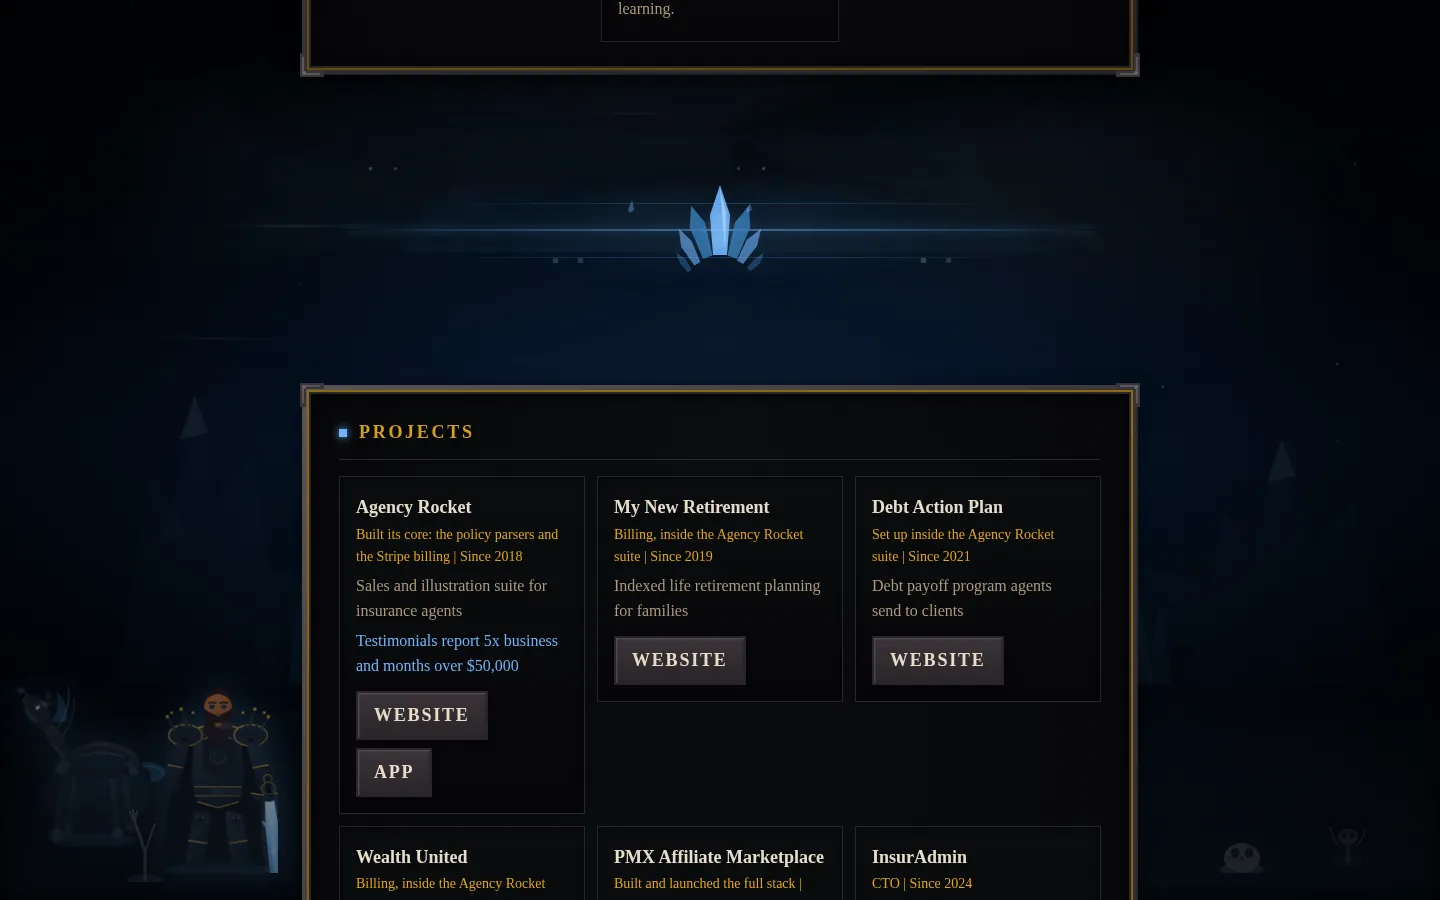 learning.
PROJECTS
Agency Rocket
Built its core: the policy parsers and
the Stripe billing | Since 2018
Sales and illustration suite for
insurance agents
Testimonials report 5x business
and months over $50,000
WEBSITE
APP
My New Retirement
Billing, inside the Agency Rocket
suite | Since 2019
Indexed life retirement planning
for families
WEBSITE
Debt Action Plan
Set up inside the Agency Rocket
suite | Since 2021
Debt payoff program agents
send to clients
WEBSITE
Wealth United
Billing, inside the Agency Rocket
PMX Affiliate Marketplace
Built and launched the full stack |
InsurAdmin
CTO | Since 2024